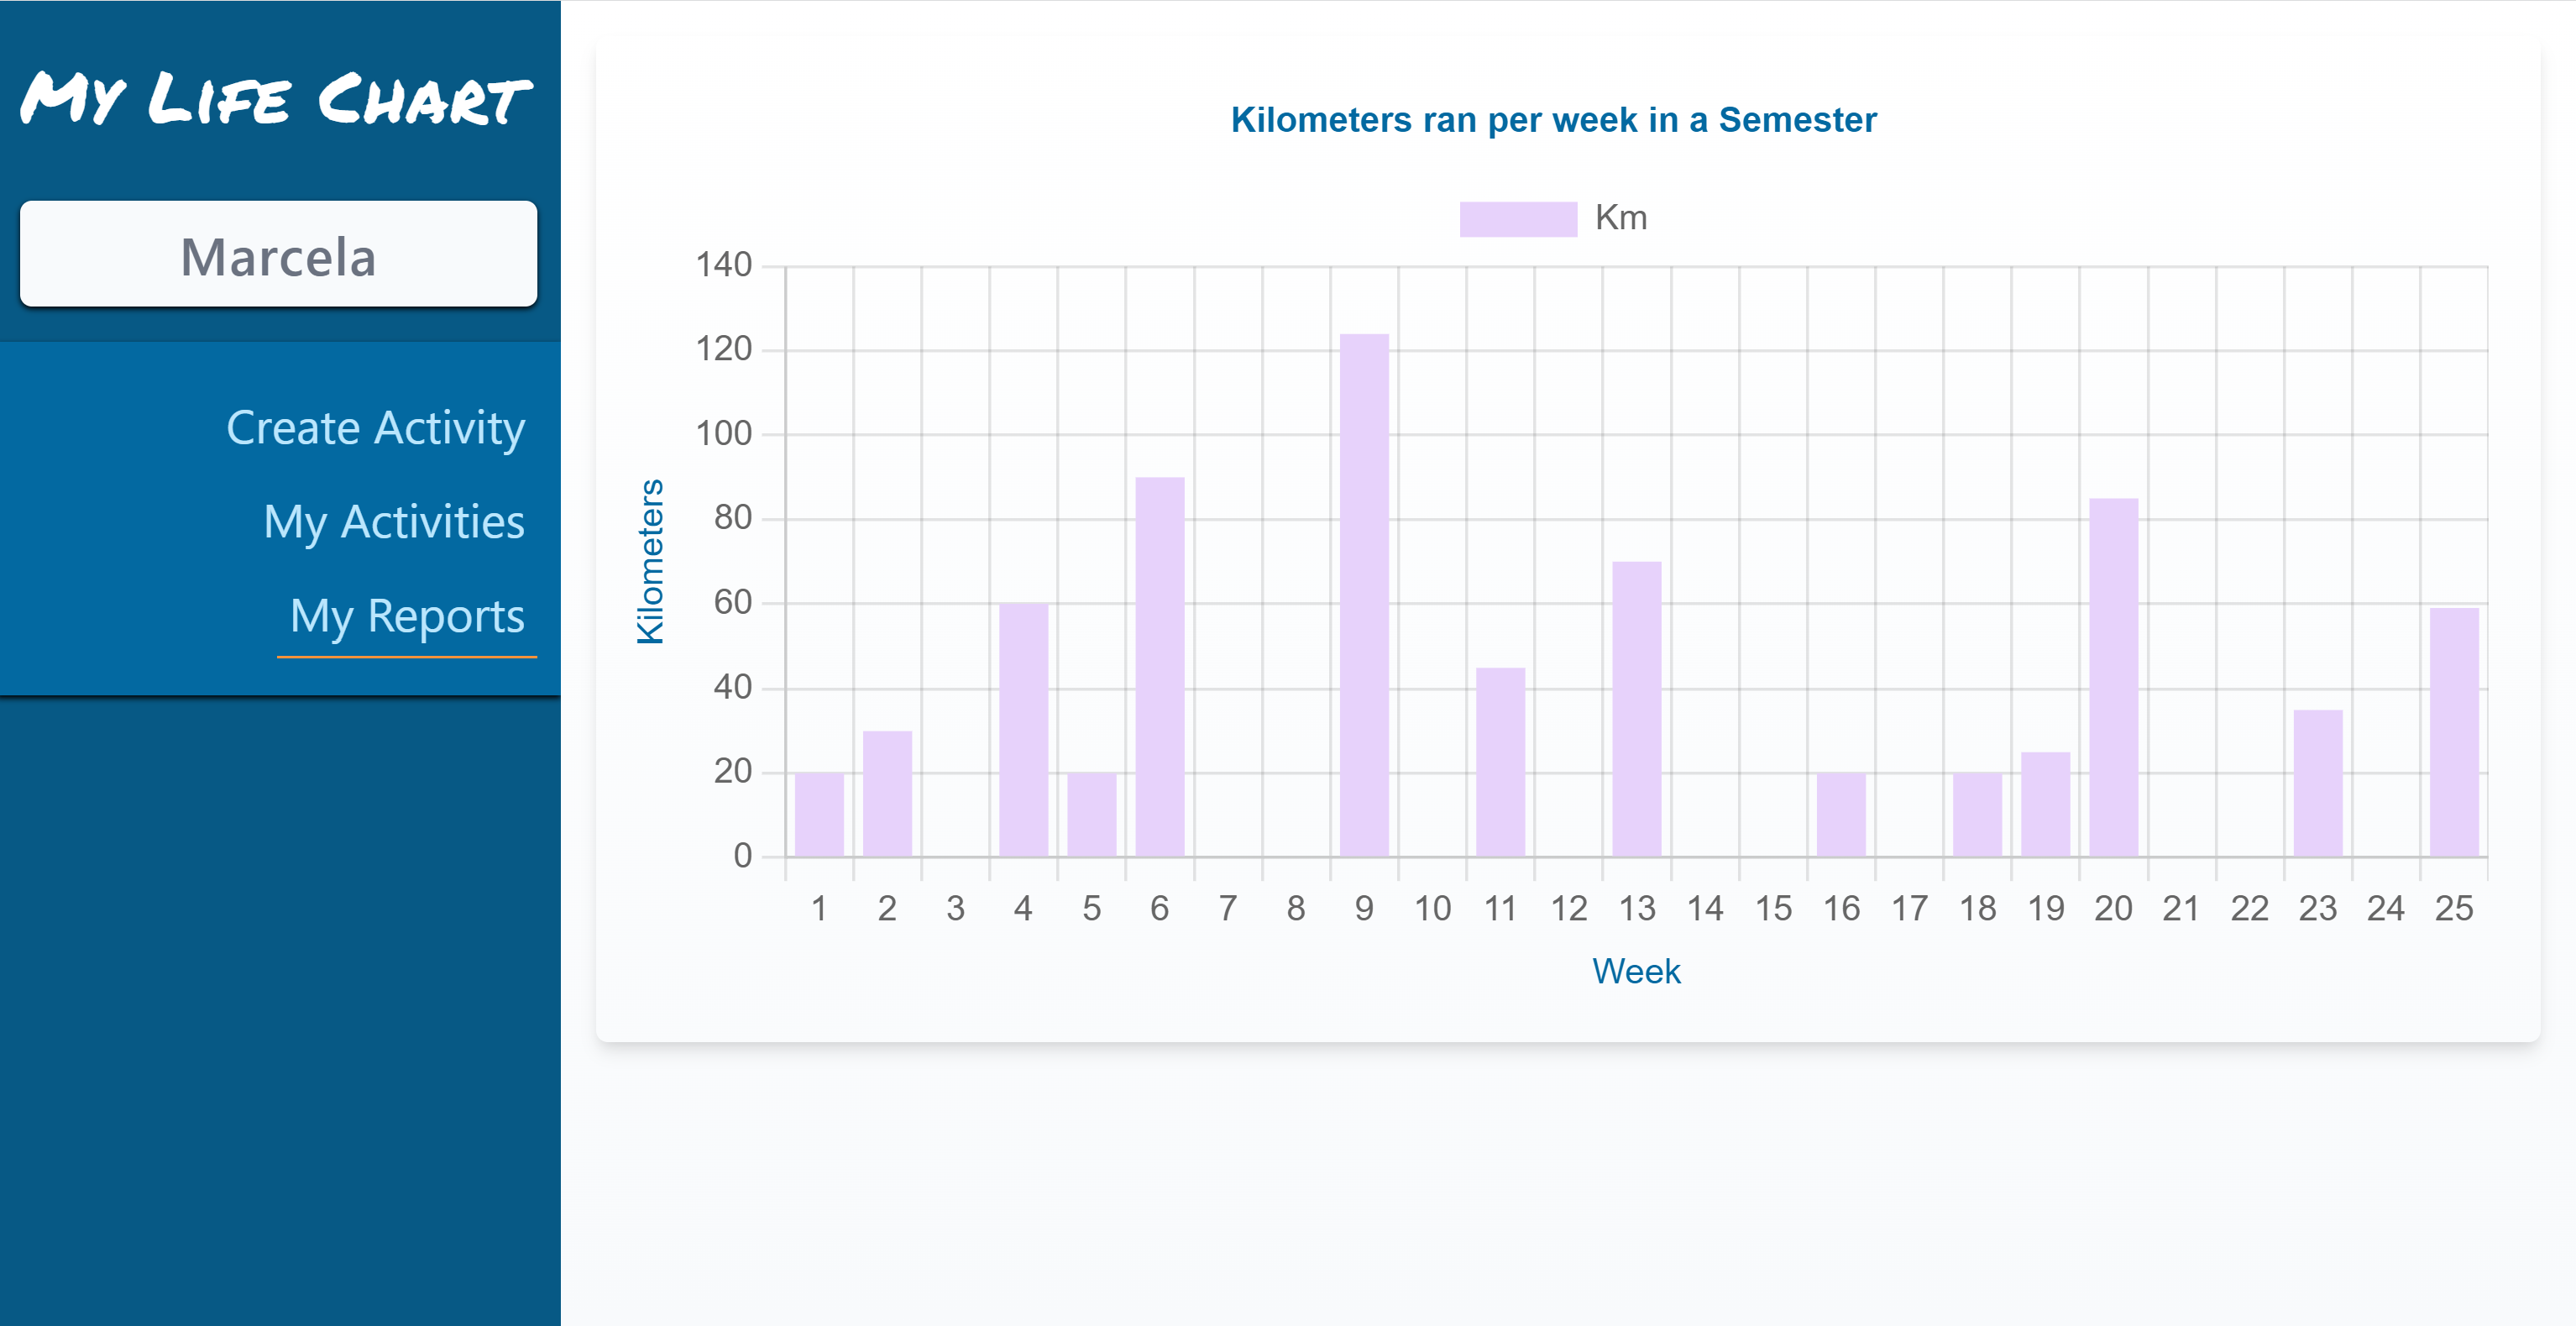 My Life Chart
Marcela
Create Activity
My Activities
My Reports
Kilometers ran per week in a Semester
Km
140
120
100
80
60
40
20
0
Kilometers
1 2 3 4 5 6 7 8 9 10 11 12 13 14 15 16 17 18 19 20 21 22 23 24 25
Week